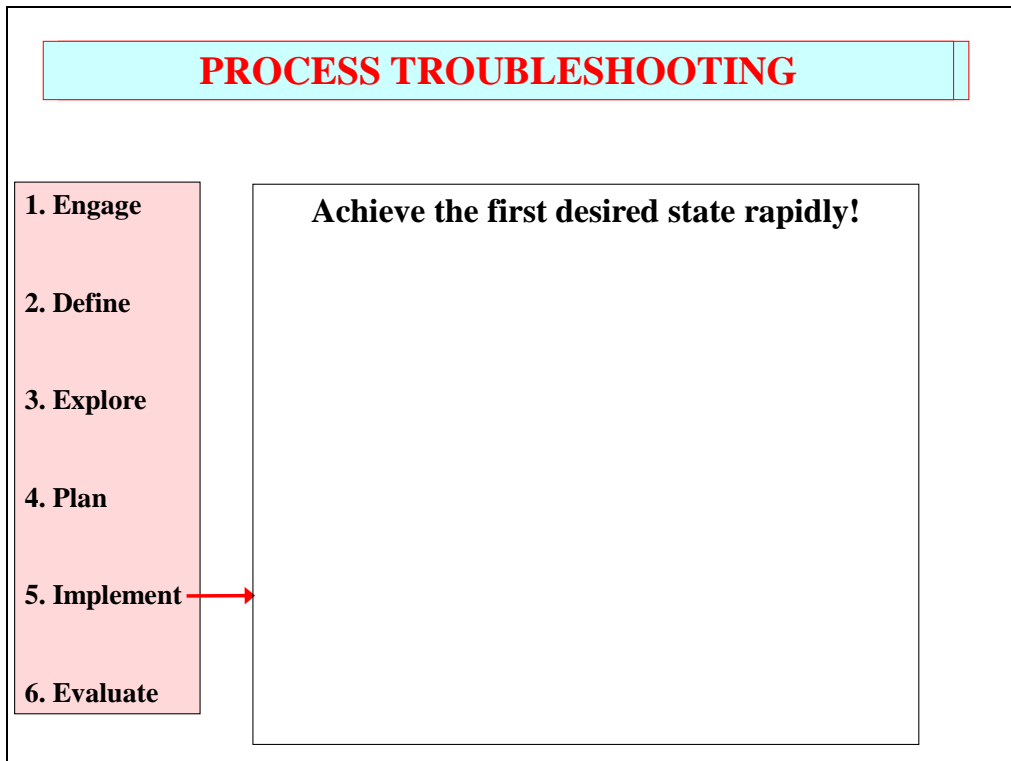 PROCESS TROUBLESHOOTING
1. Engage
2. Define
3. Explore
4. Plan
5. Implement
6. Evaluate
Achieve the first desired state rapidly!